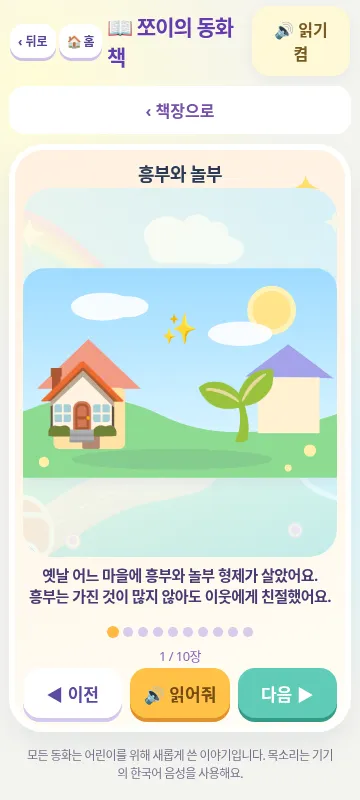 ‹ 뒤로
🏠 홈
📖 쪼이의 동화
책
🔊 읽기
켬
‹ 책장으로
흥부와 놀부
옛날 어느 마을에 흥부와 놀부 형제가 살았어요.
흥부는 가진 것이 많지 않아도 이웃에게 친절했어요.
1 / 10장
◀ 이전
🔊 읽어줘
다음 ▶
모든 동화는 어린이를 위해 새롭게 쓴 이야기입니다. 목소리는 기기
의 한국어 음성을 사용해요.